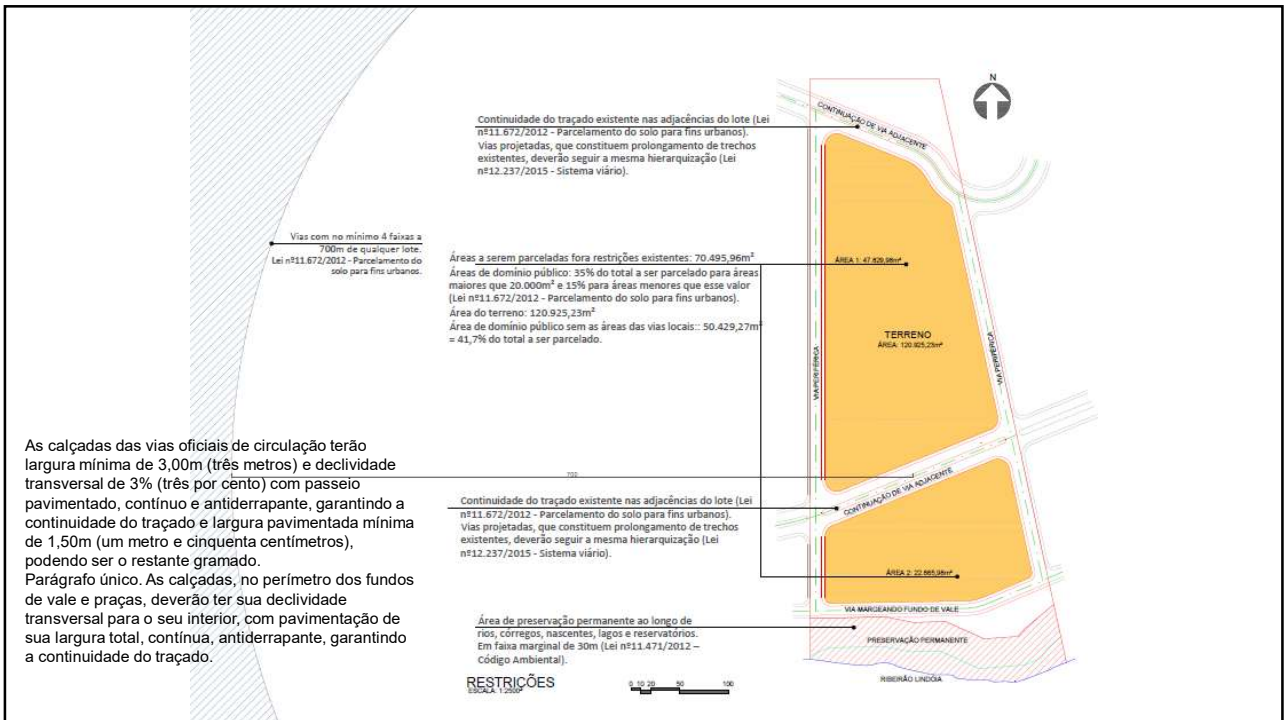 N
CONTINUAÇÃO DE VIA ADJACENTE
Continuidade do traçado existente nas adjacências do lote (Lei
nº11.672/2012 - Parcelamento do solo para fins urbanos).
Vias projetadas, que constituem prolongamento de trechos
existentes, deverão seguir a mesma hierarquização (Lei
nº12.237/2015 - Sistema viário).
Vias com no mínimo 4 faixas a
700m de qualquer lote.
Lei nº11.672/2012 - Parcelamento do
solo para fins urbanos.
Áreas a serem parceladas fora restrições existentes: 70.495,96m²
Áreas de domínio público: 35% do total a ser parcelado para áreas
maiores que 20.000m² e 15% para áreas menores que esse valor
(Lei nº11.672/2012 - Parcelamento do solo para fins urbanos).
Área do terreno: 120.925,23m²
Área de domínio público sem as áreas das vias locais:: 50.429,27m²
= 41,7% do total a ser parcelado.
ÁREA 1: 47.829,98m²
TERRENO
ÁREA: 120.925,23m²
VIA PERIFÉRICA
VIA PERIFÉRICA
As calçadas das vias oficiais de circulação terão
largura mínima de 3,00m (três metros) e declividade
transversal de 3% (três por cento) com passeio
pavimentado, contínuo e antiderrapante, garantindo a
continuidade do traçado e largura pavimentada mínima
de 1,50m (um metro e cinquenta centímetros),
podendo ser o restante gramado.
Parágrafo único. As calçadas, no perímetro dos fundos
de vale e praças, deverão ter sua declividade
transversal para o seu interior, com pavimentação de
sua largura total, contínua, antiderrapante, garantindo
a continuidade do traçado.
700
CONTINUAÇÃO DE VIA ADJACENTE
Continuidade do traçado existente nas adjacências do lote (Lei
nº11.672/2012 - Parcelamento do solo para fins urbanos).
Vias projetadas, que constituem prolongamento de trechos
existentes, deverão seguir a mesma hierarquização (Lei
nº12.237/2015 - Sistema viário).
ÁREA 2: 22.665,98m²
VIA MARGEANDO FUNDO DE VALE
Área de preservação permanente ao longo de
rios, córregos, nascentes, lagos e reservatórios.
Em faixa marginal de 30m (Lei nº11.471/2012 –
Código Ambiental).
PRESERVAÇÃO PERMANENTE
RIBEIRÃO LINDÓIA
RESTRIÇÕES
ESCALA: 1:2500
0 10 20 50 100